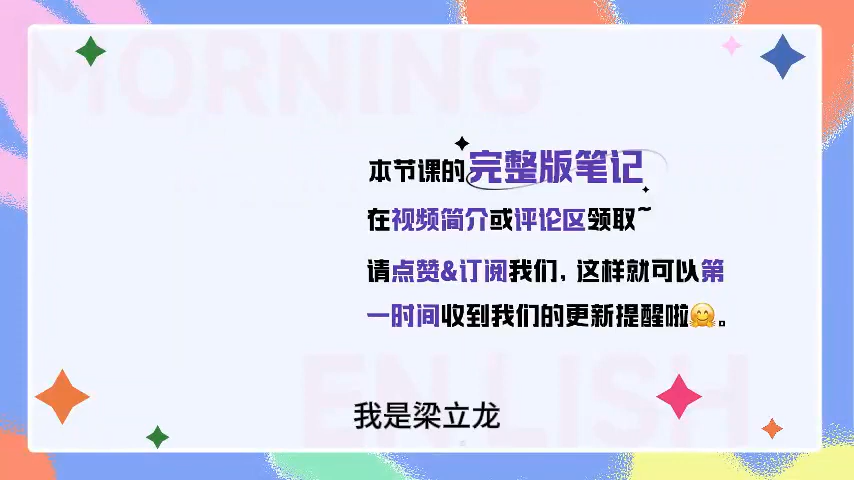 MORNING
本节课的完整版笔记
在视频简介或评论区领取~
请点赞&订阅我们，这样就可以第
一时间收到我们的更新提醒啦🤗。
ENLISH
我是梁立龙